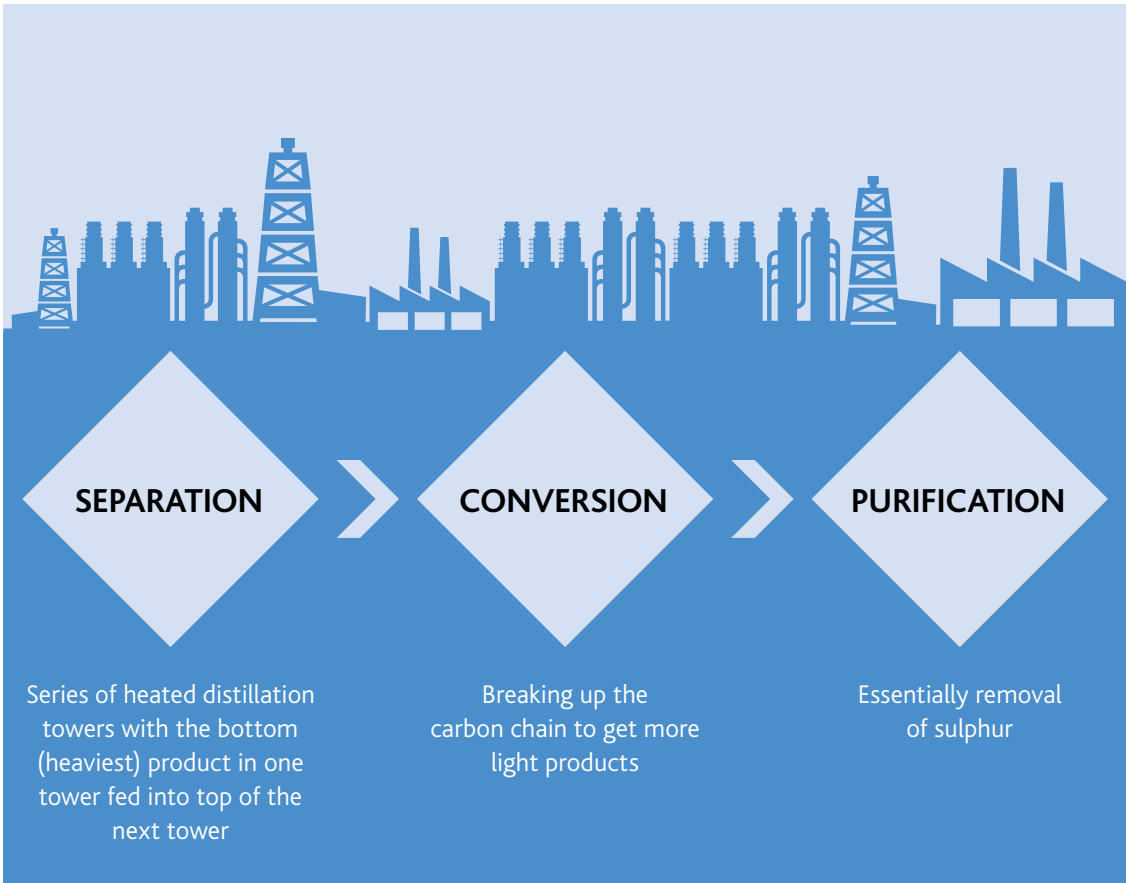 SEPARATION
CONVERSION
PURIFICATION
Series of heated distillation
towers with the bottom
(heaviest) product in one
tower fed into top of the
next tower
Breaking up the
carbon chain to get more
light products
Essentially removal
of sulphur